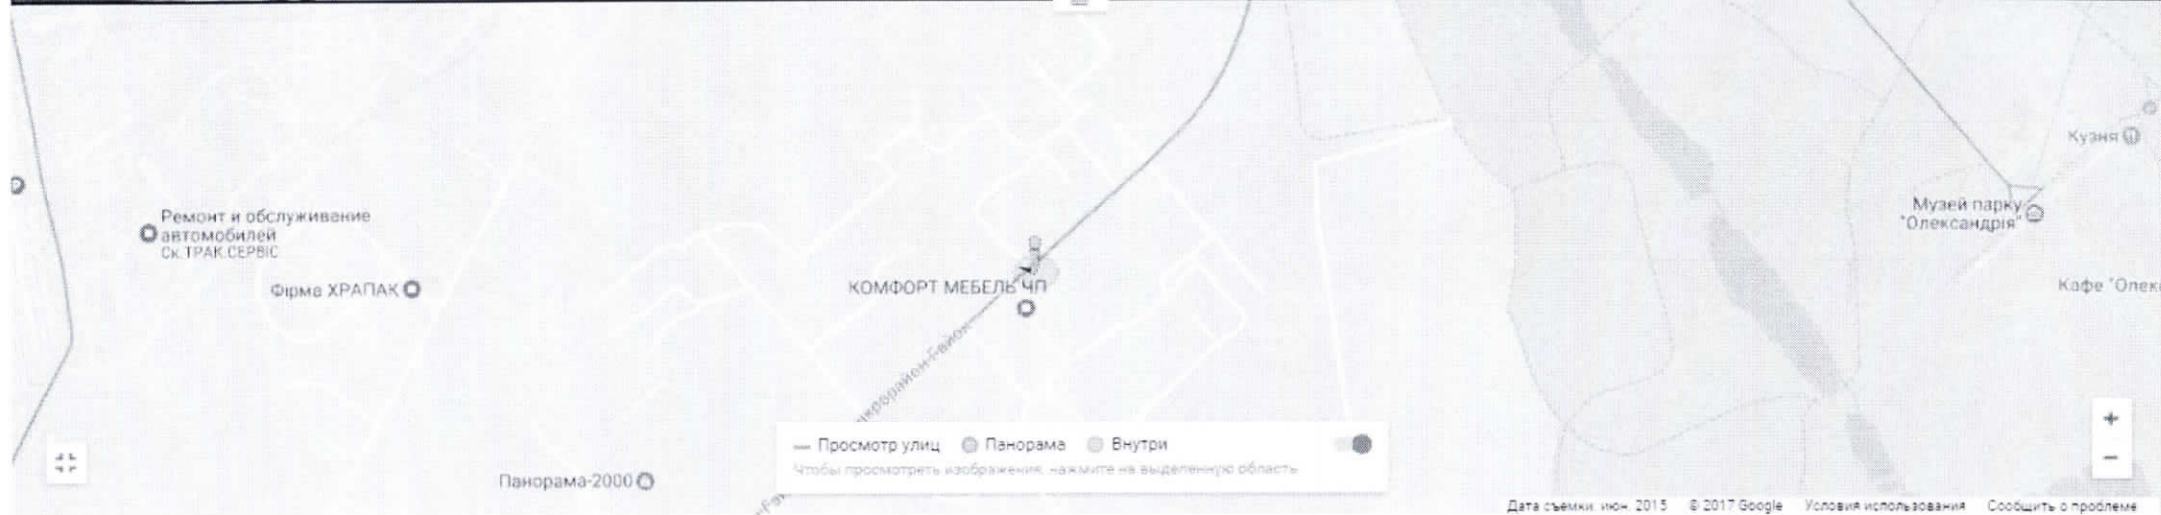 Кузня
Музей парку
"Олександрія"
Ремонт и обслуживание
автомобилей
Ск.ТРАК.СЕРВІС
Фірма ХРАПАК
КОМФОРТ МЕБЕЛЬ ЧП
Кафе "Олек
Просмотр улиц Панорама Внутри
Чтобы просмотреть изображения, нажмите на выделенную область
Панорама-2000
Дата съемки: июн. 2015 © 2017 Google Условия использования Сообщить о проблеме